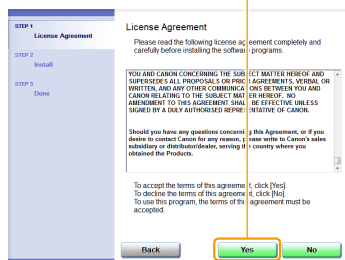 STEP 1
License Agreement
STEP 2
Install
STEP 3
Done
License Agreement
Please read the following license agreement completely and
carefully before installing the software programs.
YOU AND CANON CONCERNING THE SUBJECT MATTER HEREOF AND
SUPERSEDES ALL PROPOSALS OR PRIOR AGREEMENTS, VERBAL OR
WRITTEN, AND ANY OTHER COMMUNICATIONS BETWEEN YOU AND
CANON RELATING TO THE SUBJECT MATTER HEREOF. NO
AMENDMENT TO THIS AGREEMENT SHALL BE EFFECTIVE UNLESS
SIGNED BY A DULY AUTHORISED REPRESENTATIVE OF CANON.
Should you have any questions concerning this Agreement, or if you
desire to contact Canon for any reason, please write to Canon's sales
subsidiary or distributor/dealer, serving the country where you
obtained the Products.
To accept the terms of this agreement, click [Yes].
To decline the terms of this agreement, click [No].
To use this program, the terms of this agreement must be
accepted.
Back
Yes
No